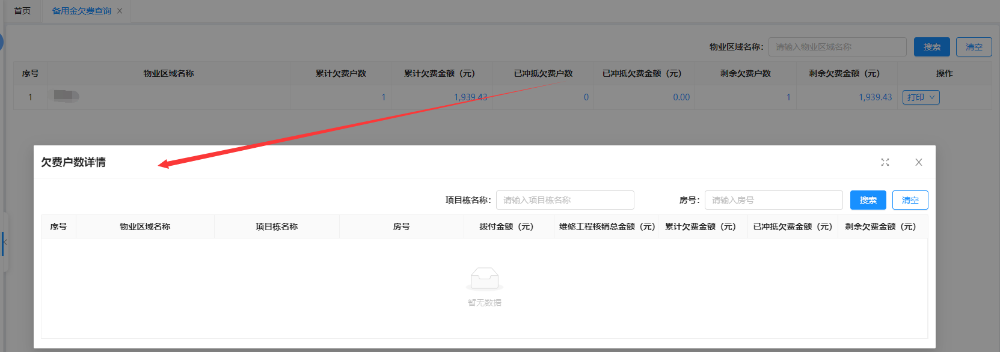 首页 备用金欠费查询
物业区域名称: 请输入物业区域名称 搜索 清空
序号 物业区域名称 累计欠费户数 累计欠费金额（元） 已冲抵欠费户数 已冲抵欠费金额（元） 剩余欠费户数 剩余欠费金额（元） 操作
1 1 1,939.43 0 0.00 1 1,939.43 打印
欠费户数详情
项目栋名称: 请输入项目栋名称 房号: 请输入房号 搜索 清空
序号 物业区域名称 项目栋名称 房号 拨付金额（元） 维修工程核销总金额（元） 累计欠费金额（元） 已冲抵欠费金额（元） 剩余欠费金额（元）
暂无数据